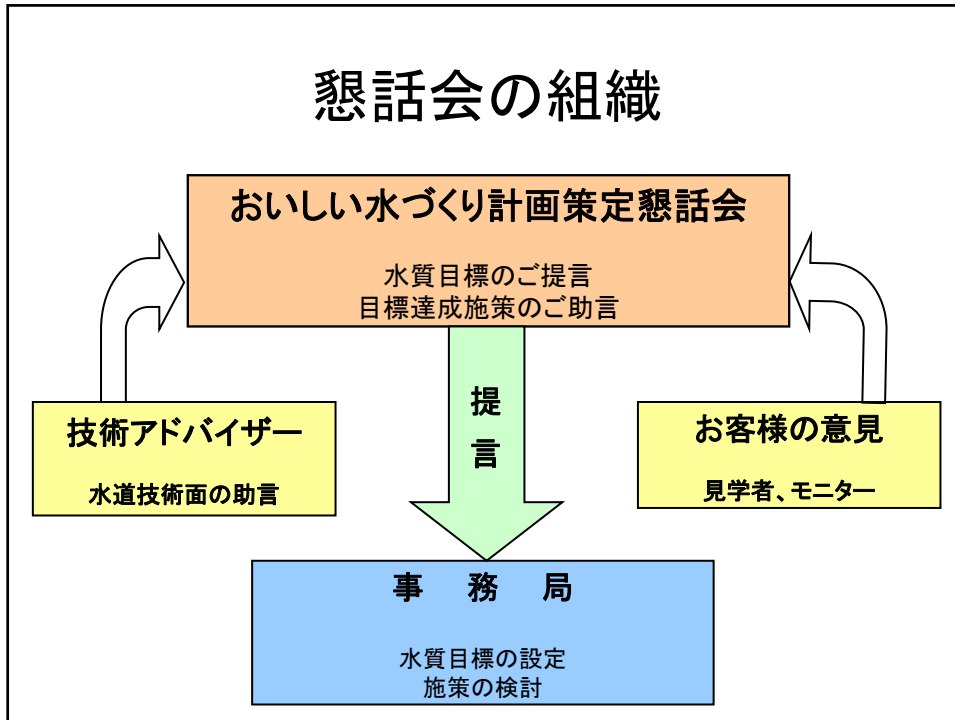 懇話会の組織
おいしい水づくり計画策定懇話会
水質目標のご提言
目標達成施策のご助言
提
言
技術アドバイザー
水道技術面の助言
お客様の意見
見学者、モニター
事　務　局
水質目標の設定
施策の検討